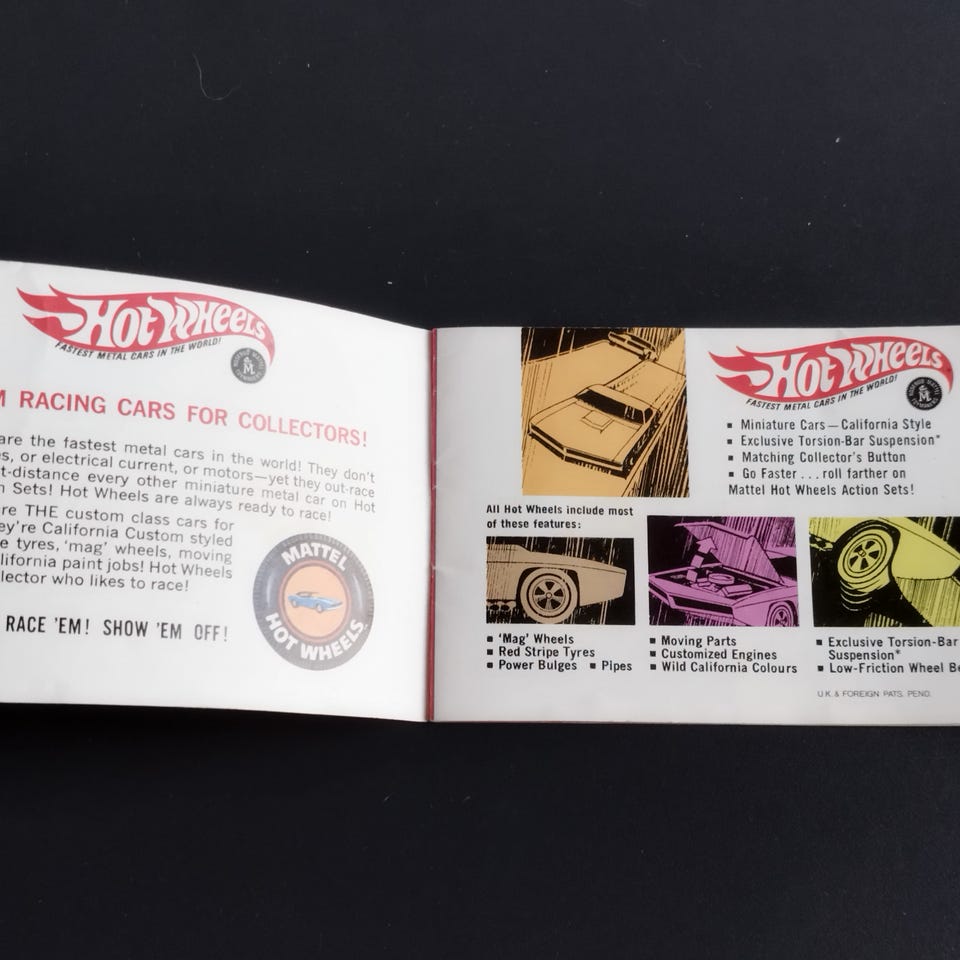 HOT WHEELS
FASTEST METAL CARS IN THE WORLD!
RACING CARS FOR COLLECTORS!
are the fastest metal cars in the world! They don't
or electrical current, or motors—yet they out-race
t-distance every other miniature metal car on Hot
Sets! Hot Wheels are always ready to race!
re THE custom class cars for
ey're California Custom styled
tyres, 'mag' wheels, moving
lifornia paint jobs! Hot Wheels
llector who likes to race!
RACE 'EM! SHOW 'EM OFF!
MATTEL
HOT WHEELS
HOT WHEELS
FASTEST METAL CARS IN THE WORLD!
▪ Miniature Cars—California Style
▪ Exclusive Torsion-Bar Suspension*
▪ Matching Collector's Button
▪ Go Faster...roll farther on
Mattel Hot Wheels Action Sets!
All Hot Wheels include most
of these features:
▪ 'Mag' Wheels
▪ Red Stripe Tyres
▪ Power Bulges ▪ Pipes
▪ Moving Parts
▪ Customized Engines
▪ Wild California Colours
▪ Exclusive Torsion-Bar
Suspension*
▪ Low-Friction Wheel Be
U.K. & FOREIGN PATS. PEND.